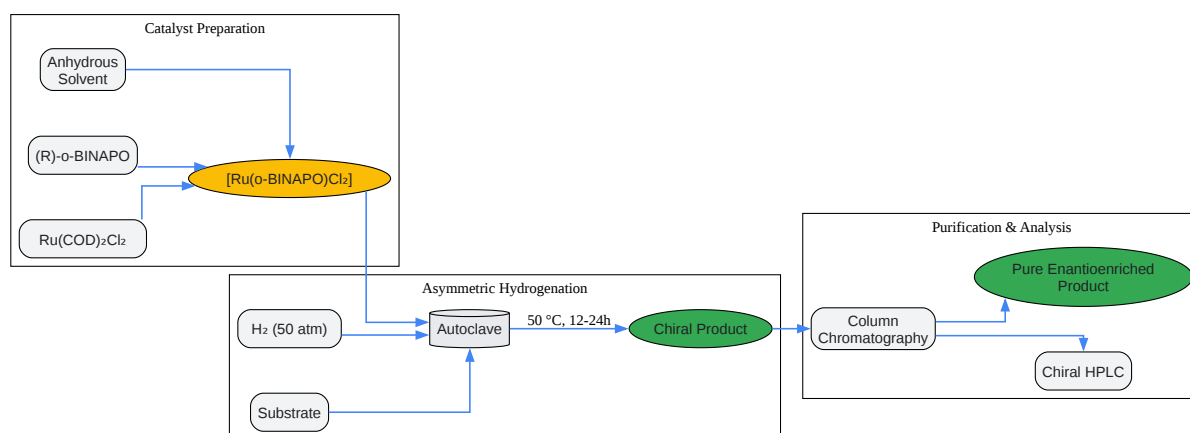 Catalyst Preparation
Anhydrous
Solvent
(R)-o-BINAPO
[Ru(o-BINAPO)Cl₂]
Ru(COD)₂Cl₂
Asymmetric Hydrogenation
H₂ (50 atm)
Autoclave
50 °C, 12-24h
Chiral Product
Substrate
Purification & Analysis
Pure Enantioenriched
Product
Column
Chromatography
Chiral HPLC